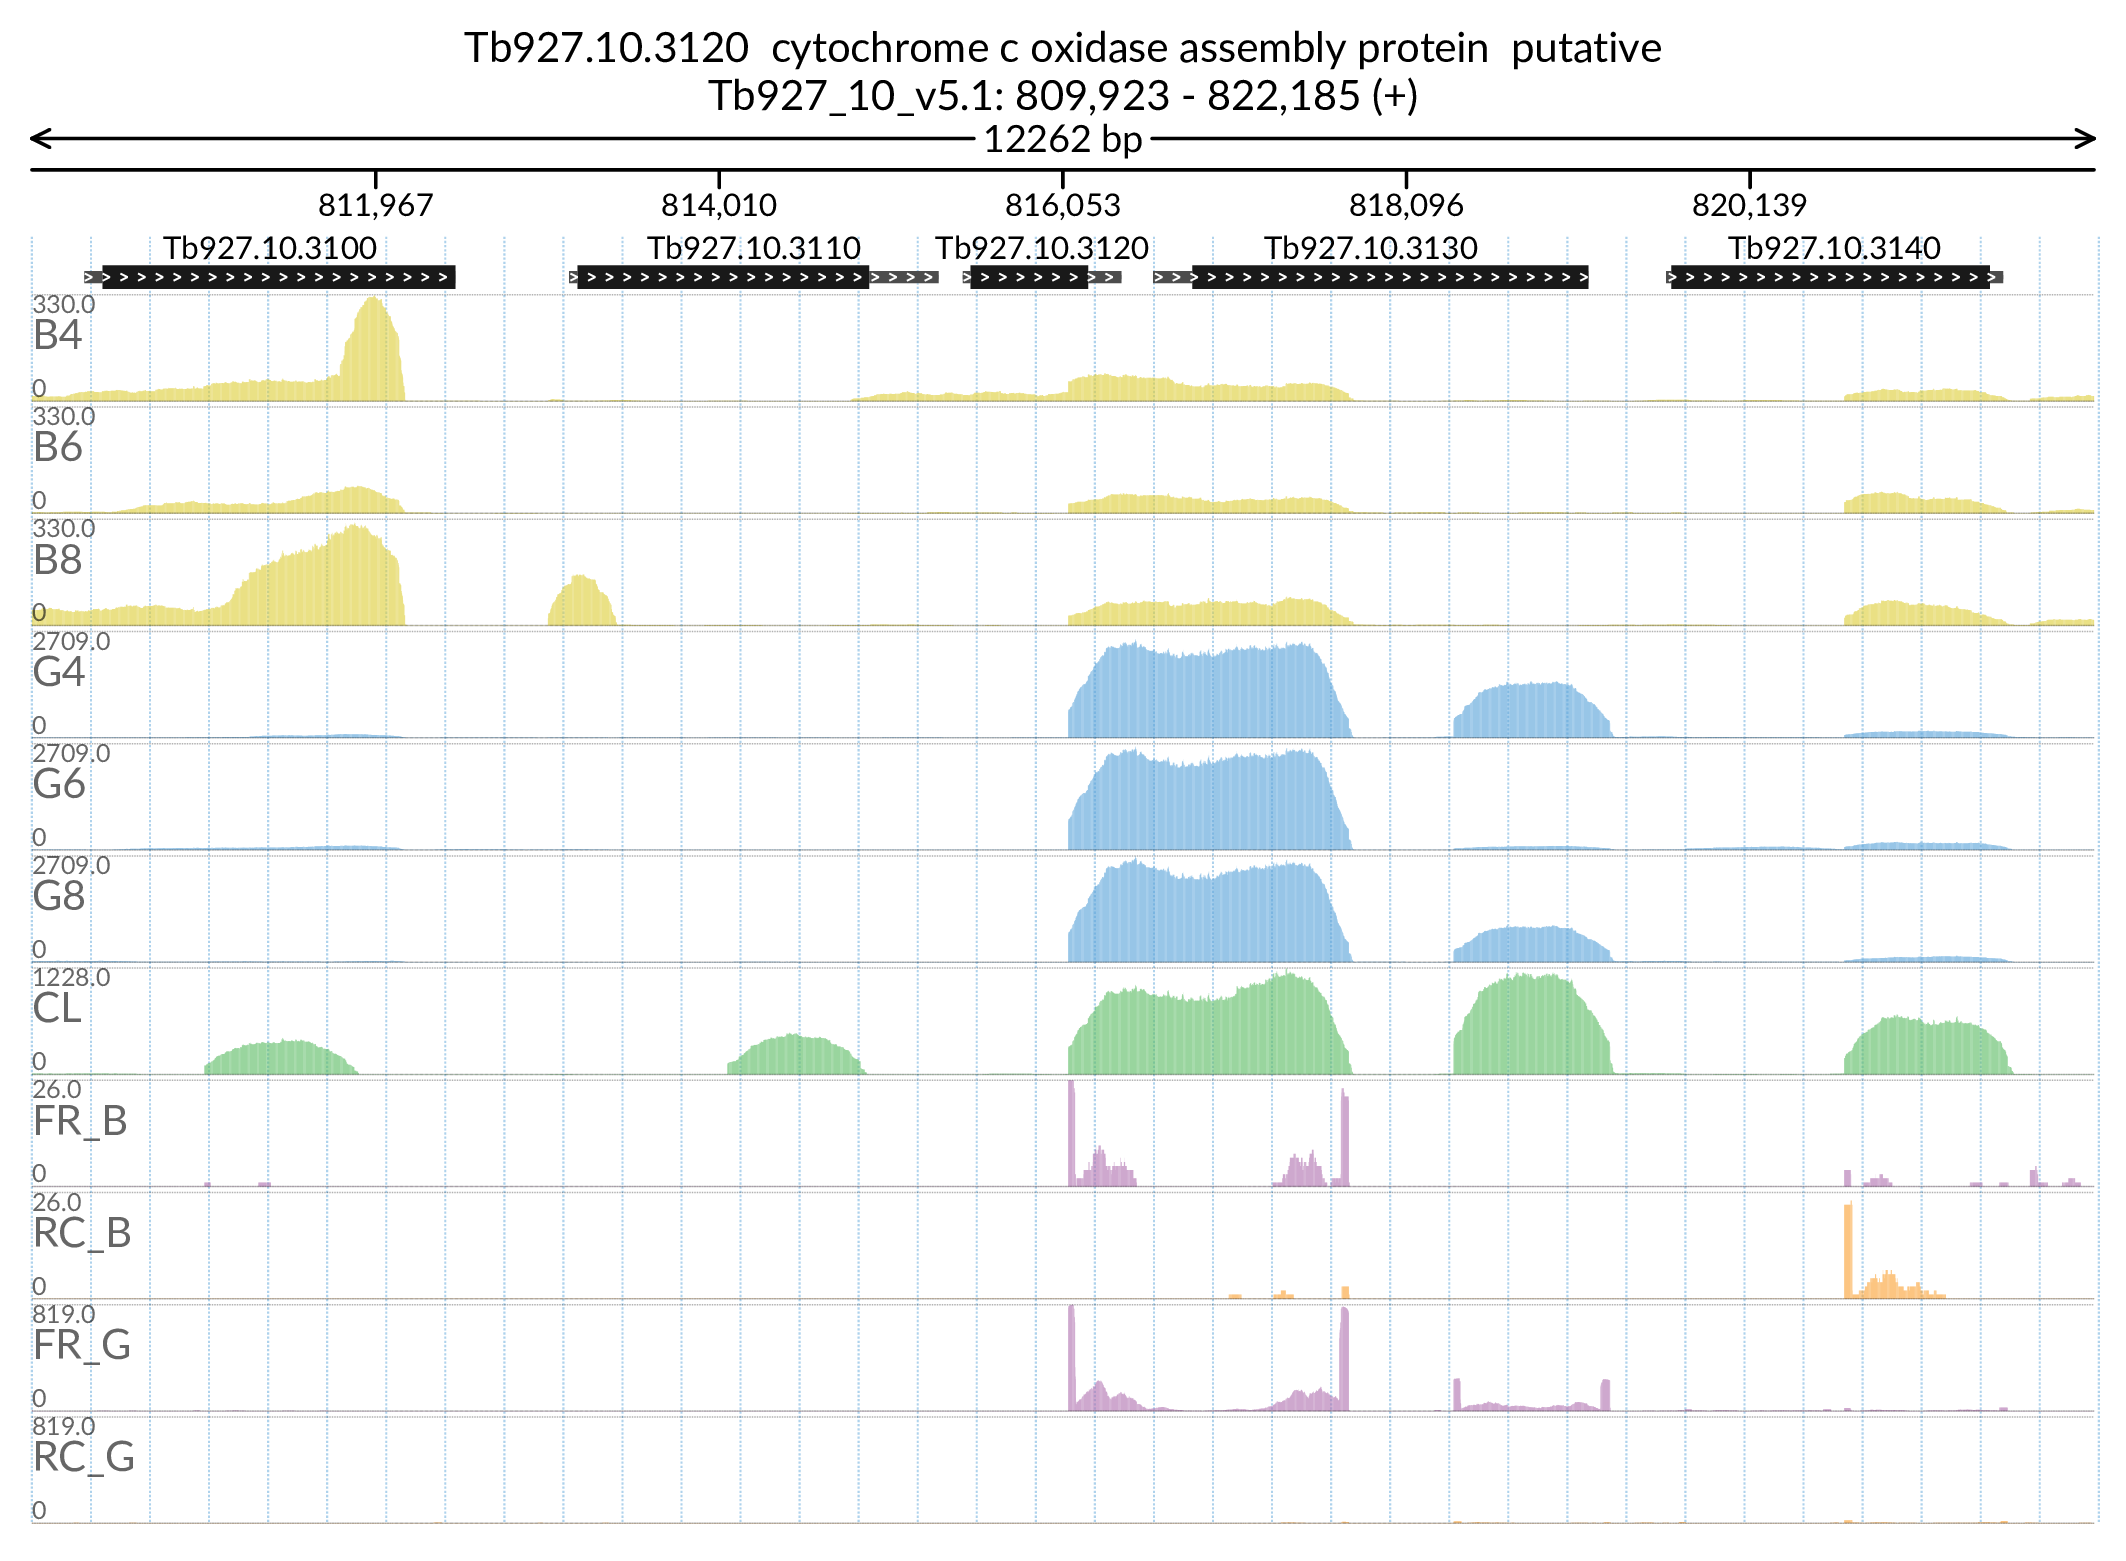 Tb927.10.3120  cytochrome c oxidase assembly protein  putative
Tb927_10_v5.1: 809,923 - 822,185 (+)
12262 bp
811,967 814,010 816,053 818,096 820,139
Tb927.10.3100 Tb927.10.3110 Tb927.10.3120 Tb927.10.3130 Tb927.10.3140
330.0
B4
0
330.0
B6
0
330.0
B8
0
2709.0
G4
0
2709.0
G6
0
2709.0
G8
0
1228.0
CL
0
26.0
FR_B
0
26.0
RC_B
0
819.0
FR_G
0
819.0
RC_G
0